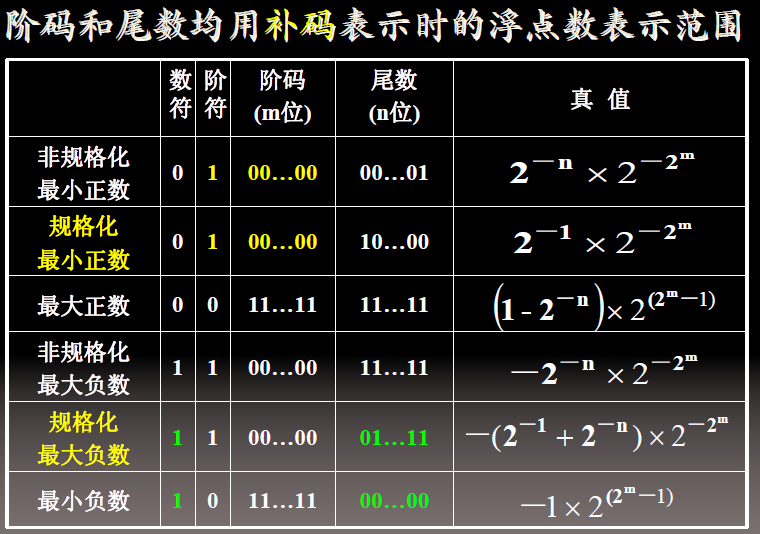 阶码和尾数均用补码表示时的浮点数表示范围
数符 阶符 阶码(m位) 尾数(n位) 真 值
非规格化最小正数 0 1 00…00 00…01 2^{－n} × 2^{－2^m}
规格化最小正数 0 1 00…00 10…00 2^{－1} × 2^{－2^m}
最大正数 0 0 11…11 11…11 (1 - 2^{－n}) × 2^{(2^m－1)}
非规格化最大负数 1 1 00…00 11…11 －2^{－n} × 2^{－2^m}
规格化最大负数 1 1 00…00 01…11 －(2^{－1} + 2^{－n}) × 2^{－2^m}
最小负数 1 0 11…11 00…00 －1 × 2^{(2^m－1)}